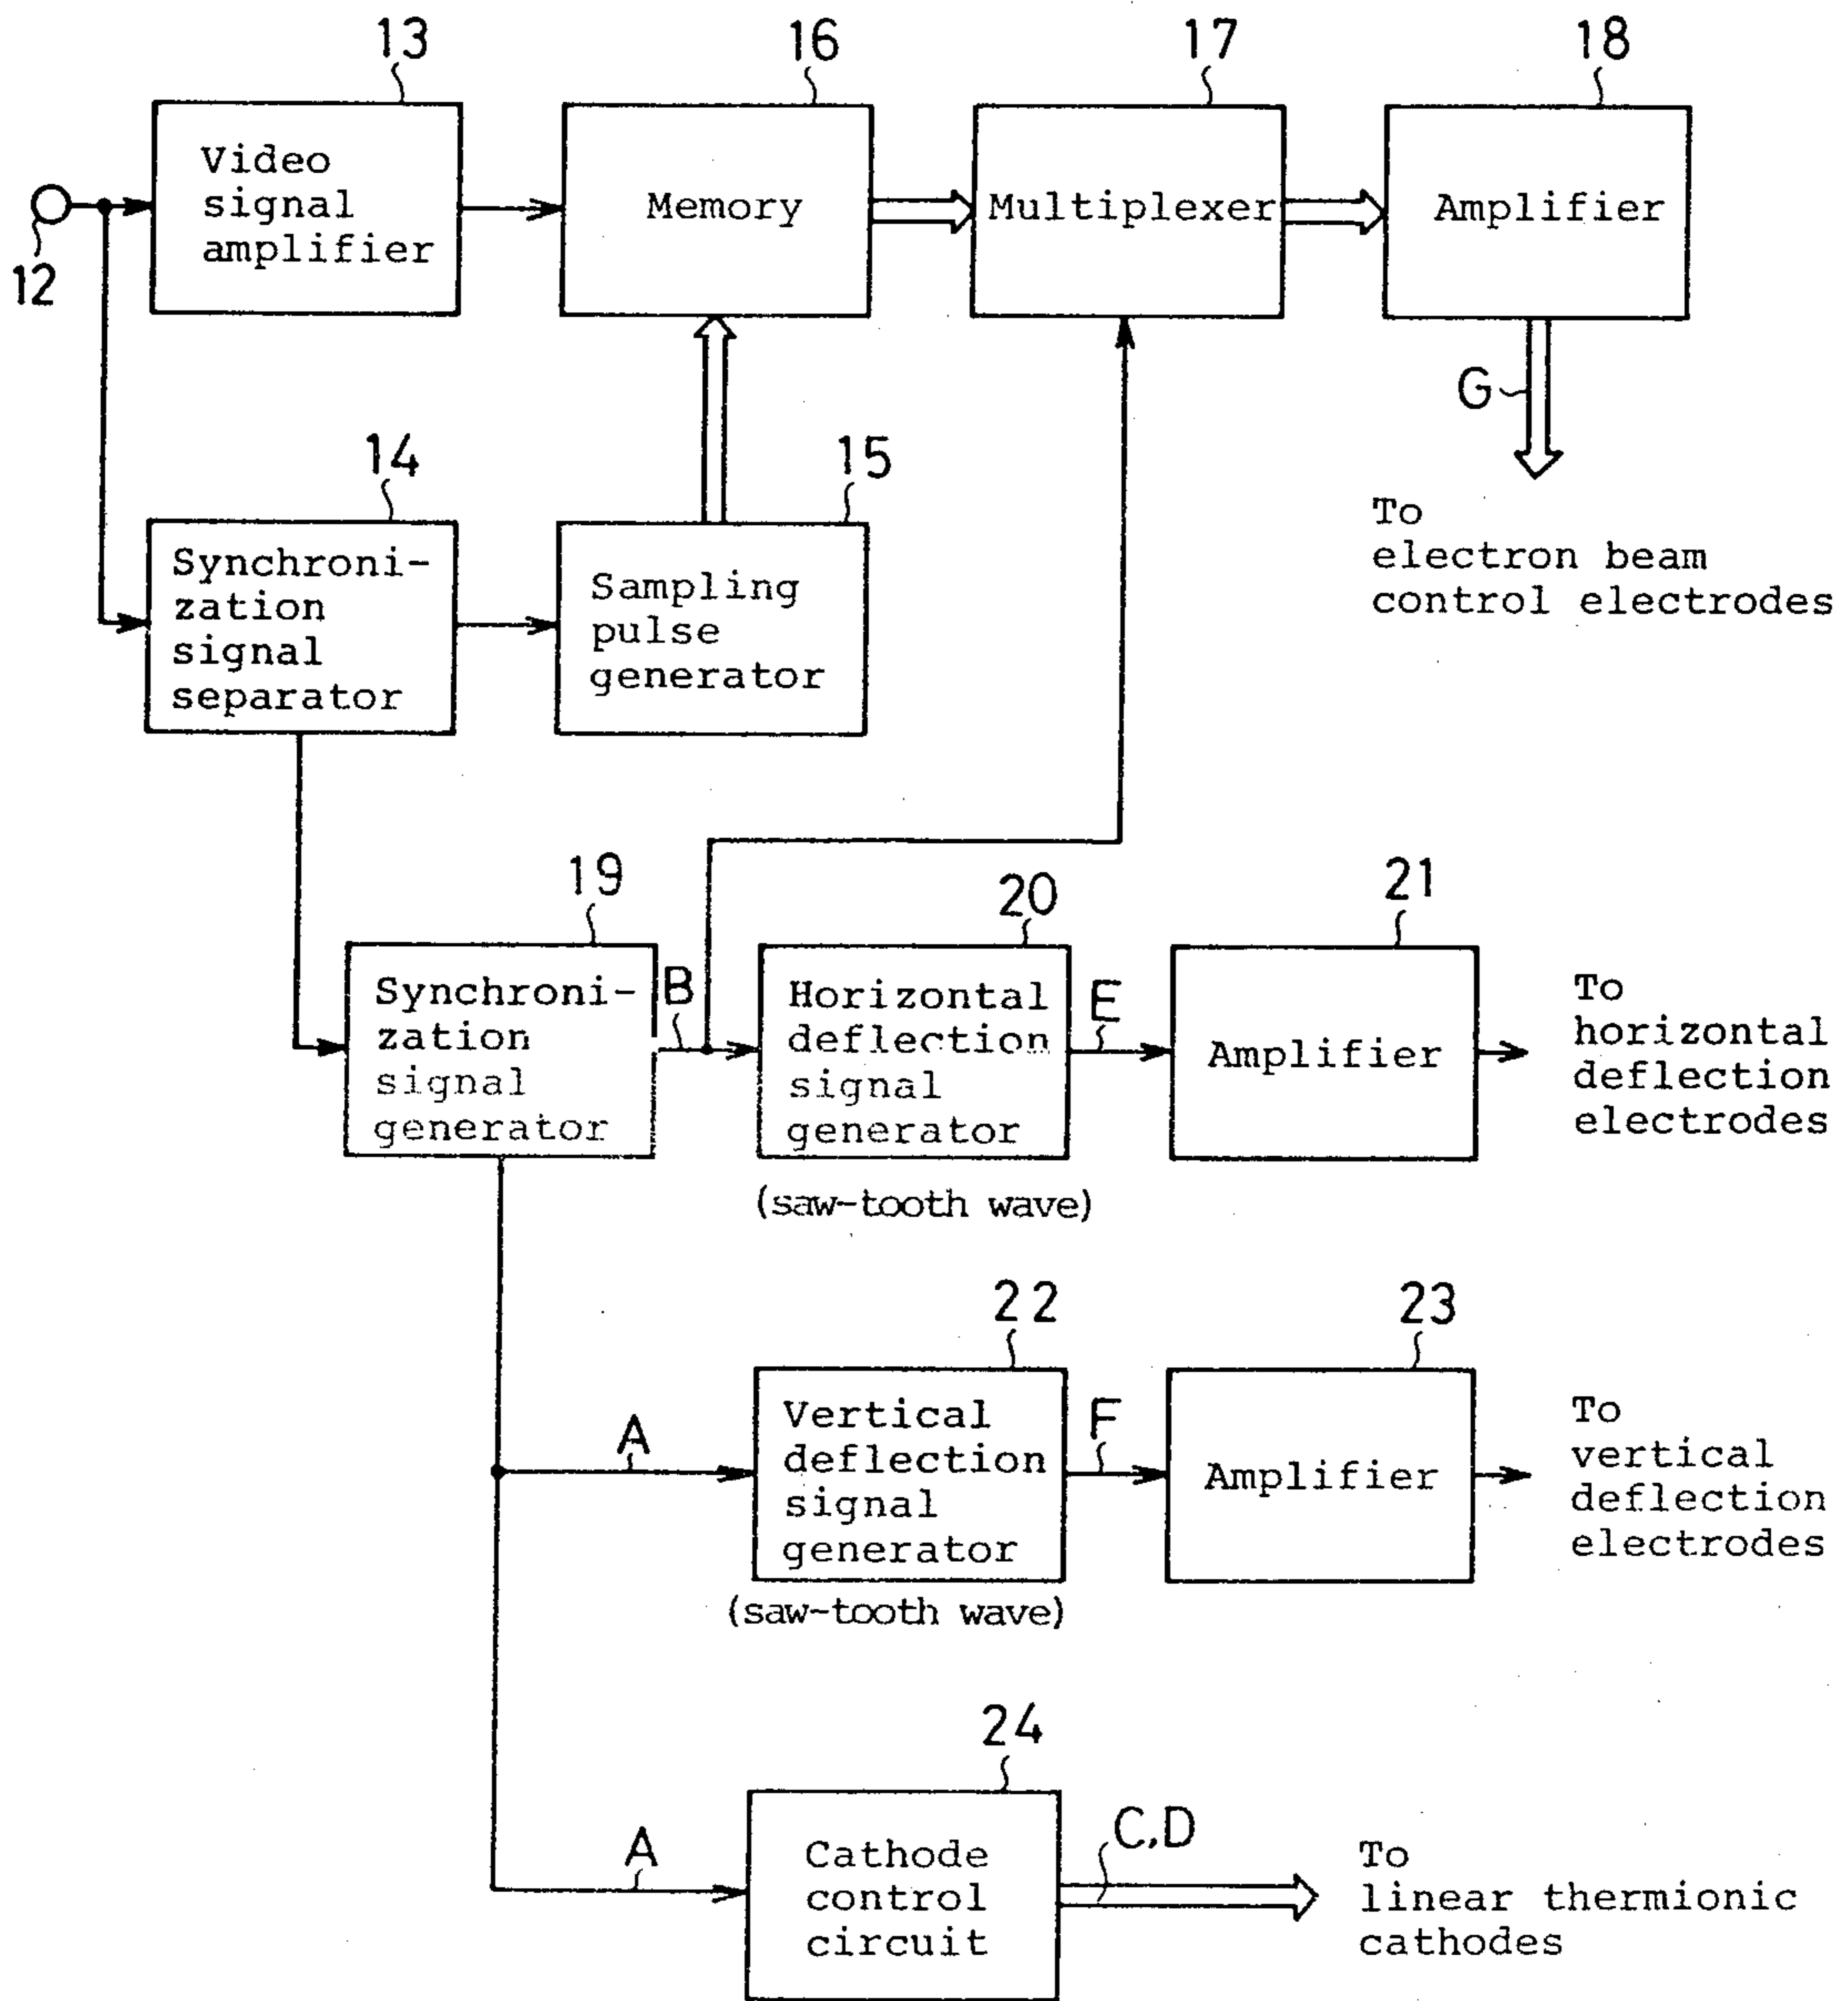 13
16
17
18
Video
signal
amplifier
Memory
Multiplexer
Amplifier
12
G
14
15
To
electron beam
control electrodes
Synchroni-
zation
signal
separator
Sampling
pulse
generator
19
20
21
Synchroni-
zation
signal
generator
B
Horizontal
deflection
signal
generator
E
Amplifier
To
horizontal
deflection
electrodes
(saw-tooth wave)
22
23
A
Vertical
deflection
signal
generator
F
Amplifier
To
vertical
deflection
electrodes
(saw-tooth wave)
24
A
Cathode
control
circuit
C,D
To
linear thermionic
cathodes